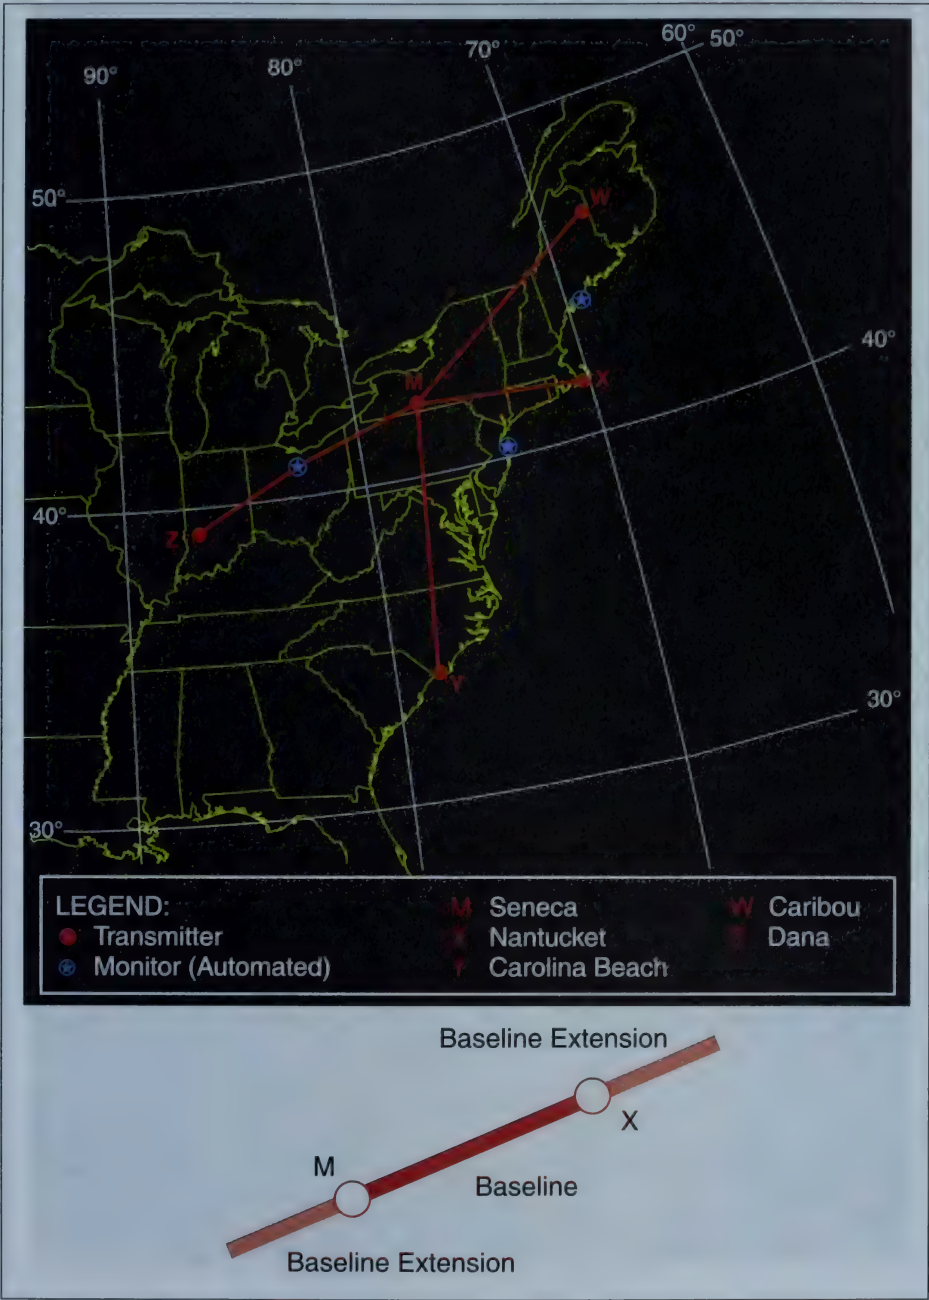 60° 50°
70°
80°
90°
W
50°
40°
M X
40°
Z
Y
30°
30°
LEGEND:
Transmitter
Monitor (Automated)
M Seneca
X Nantucket
Y Carolina Beach
W Caribou
Dana
Baseline Extension
X
M
Baseline
Baseline Extension